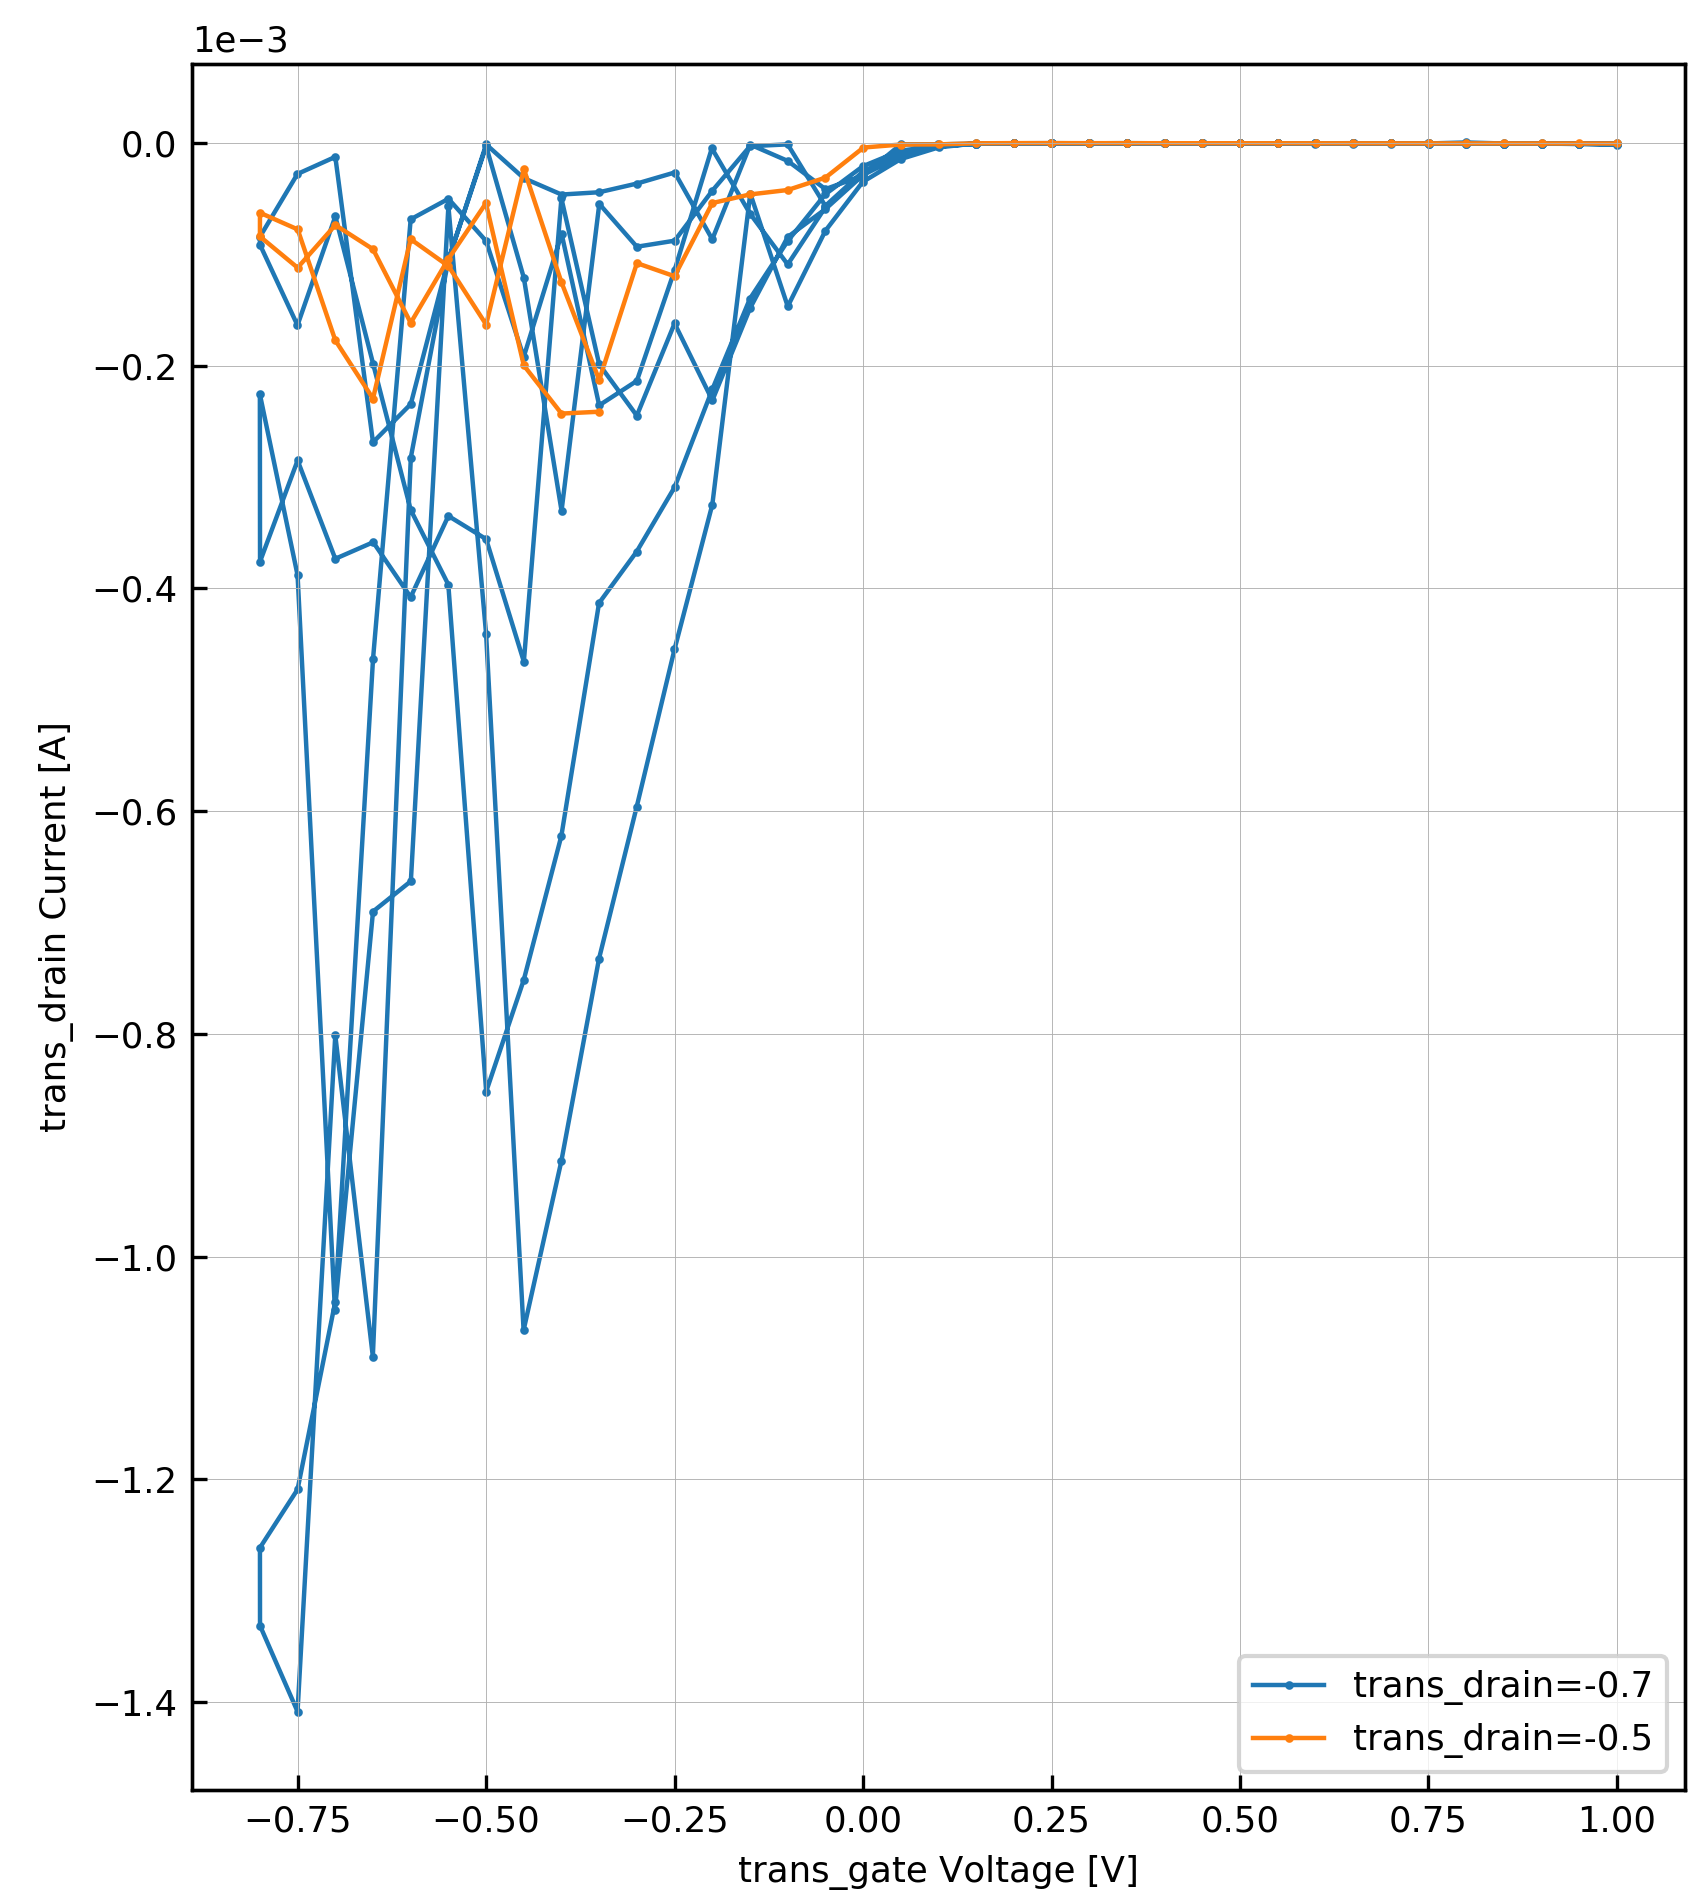 1e−3
0.0
−0.2
−0.4
−0.6
−0.8
−1.0
−1.2
−1.4
trans_drain Current [A]
trans_drain=-0.7
trans_drain=-0.5
−0.75 −0.50 −0.25 0.00 0.25 0.50 0.75 1.00
trans_gate Voltage [V]